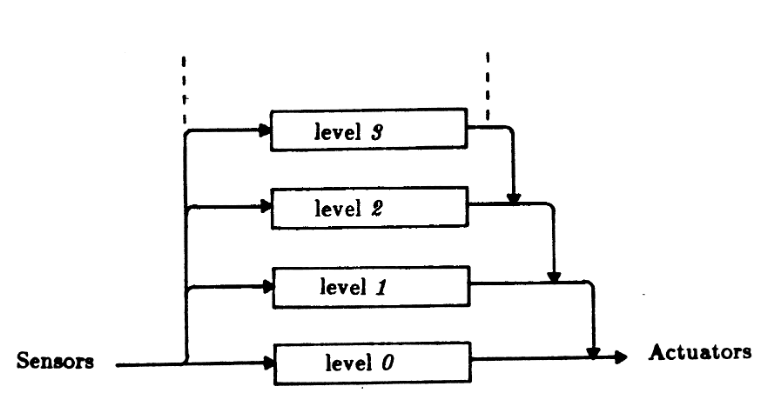 level 3
level 2
level 1
Sensors
level 0
Actuators